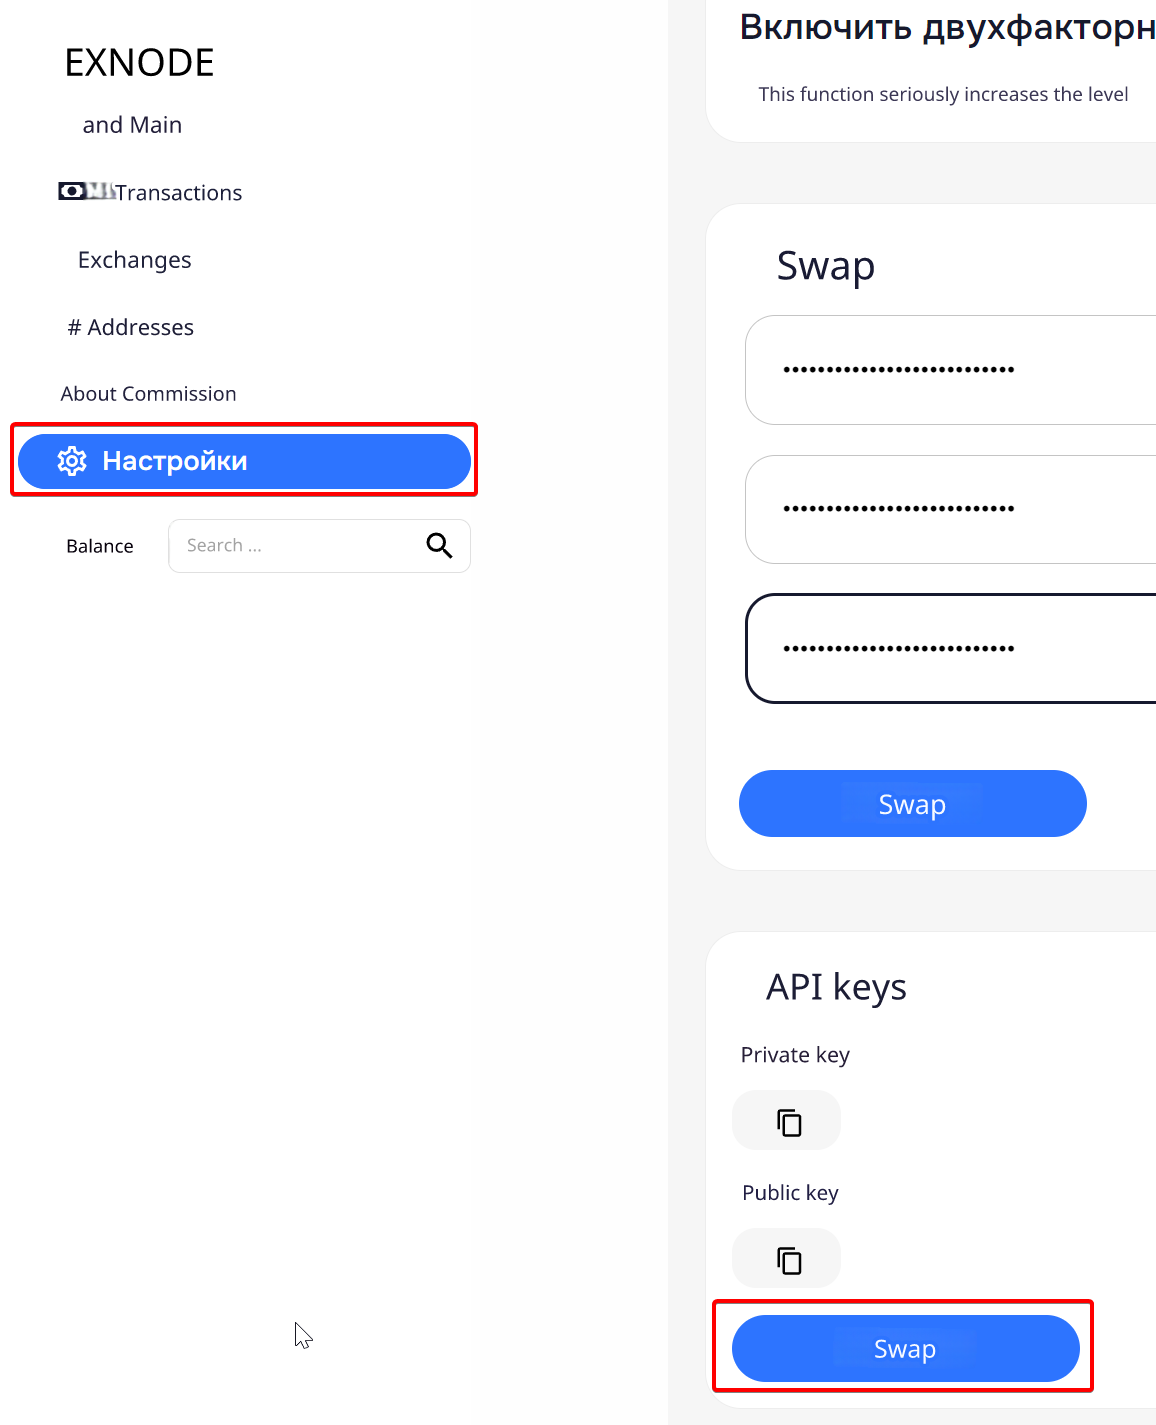 EXNODE
and Main
Transactions
Exchanges
# Addresses
About Commission
Настройки
Balance
Search ...
Включить двухфакторн
This function seriously increases the level
Swap
Swap
API keys
Private key
Public key
Swap